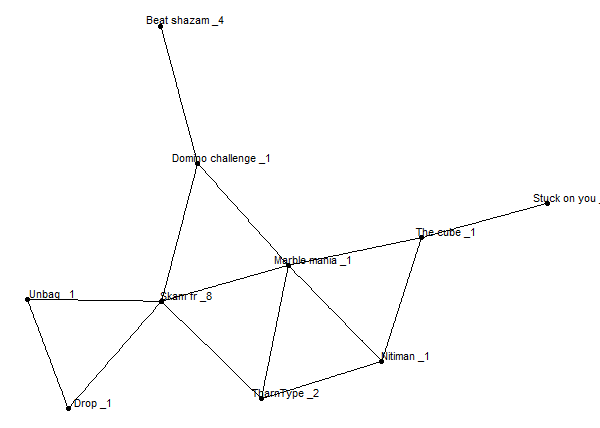 Beat shazam _4
Domino challenge _1
Stuck on you _
The cube _1
Marble mania _1
Unbag _1
Skam fr _8
Nitiman _1
TharnType _2
Drop _1